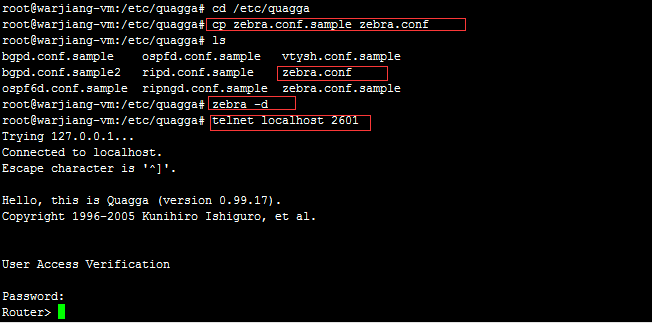 root@warjiang-vm:/etc/quagga# cd /etc/quagga
root@warjiang-vm:/etc/quagga# cp zebra.conf.sample zebra.conf
root@warjiang-vm:/etc/quagga# ls
bgpd.conf.sample   ospfd.conf.sample   vtysh.conf.sample
bgpd.conf.sample2  ripd.conf.sample    zebra.conf
ospf6d.conf.sample ripngd.conf.sample  zebra.conf.sample
root@warjiang-vm:/etc/quagga# zebra -d
root@warjiang-vm:/etc/quagga# telnet localhost 2601
Trying 127.0.0.1...
Connected to localhost.
Escape character is '^]'.
Hello, this is Quagga (version 0.99.17).
Copyright 1996-2005 Kunihiro Ishiguro, et al.
User Access Verification
Password:
Router>